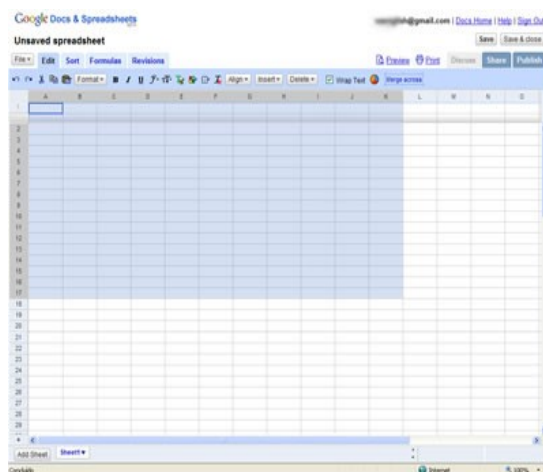 Google Docs & Spreadsheets
@gmail.com | Docs Home | Help | Sign Out
Unsaved spreadsheet
Save Save & close
File Edit Sort Formulas Revisions
Preview Print Discuss Share Publish
Format B I U Align Insert Delete Wrap Text Merge across
A B C D E F G H I J K L M N O
1
2
3
4
5
6
7
8
9
10
11
12
13
14
15
16
17
18
19
20
21
22
23
24
25
26
27
28
29
Add Sheet Sheet1
Internet 100%